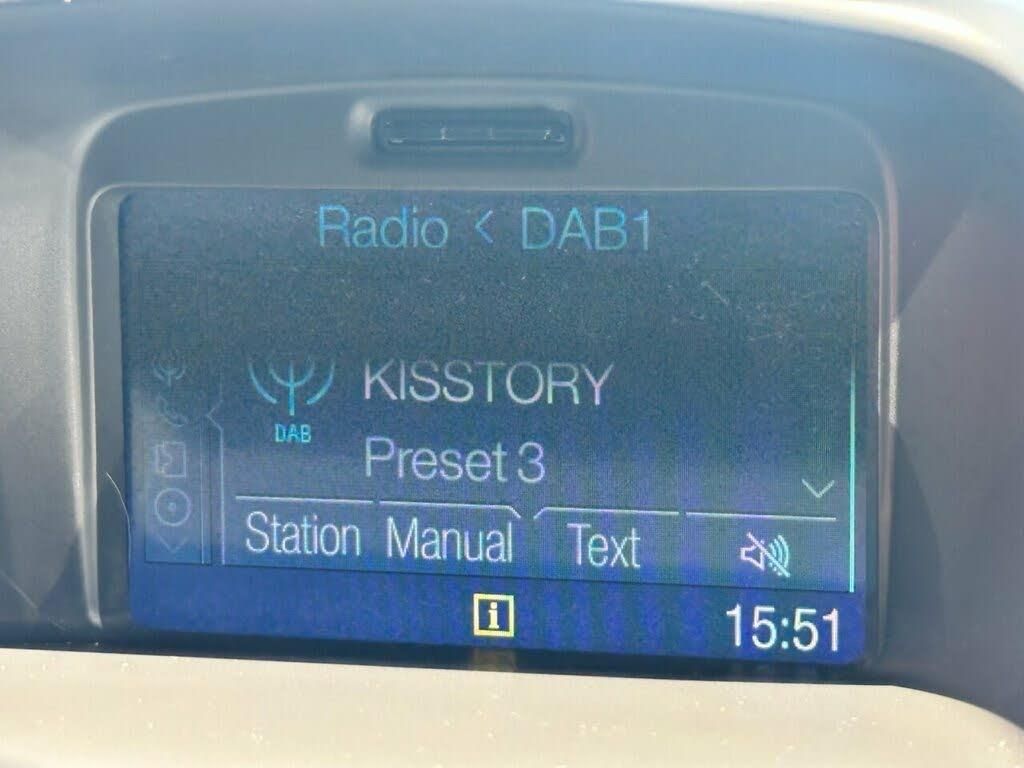 Radio < DAB1
KISSTORY
DAB
Preset 3
Station Manual Text
i 15:51